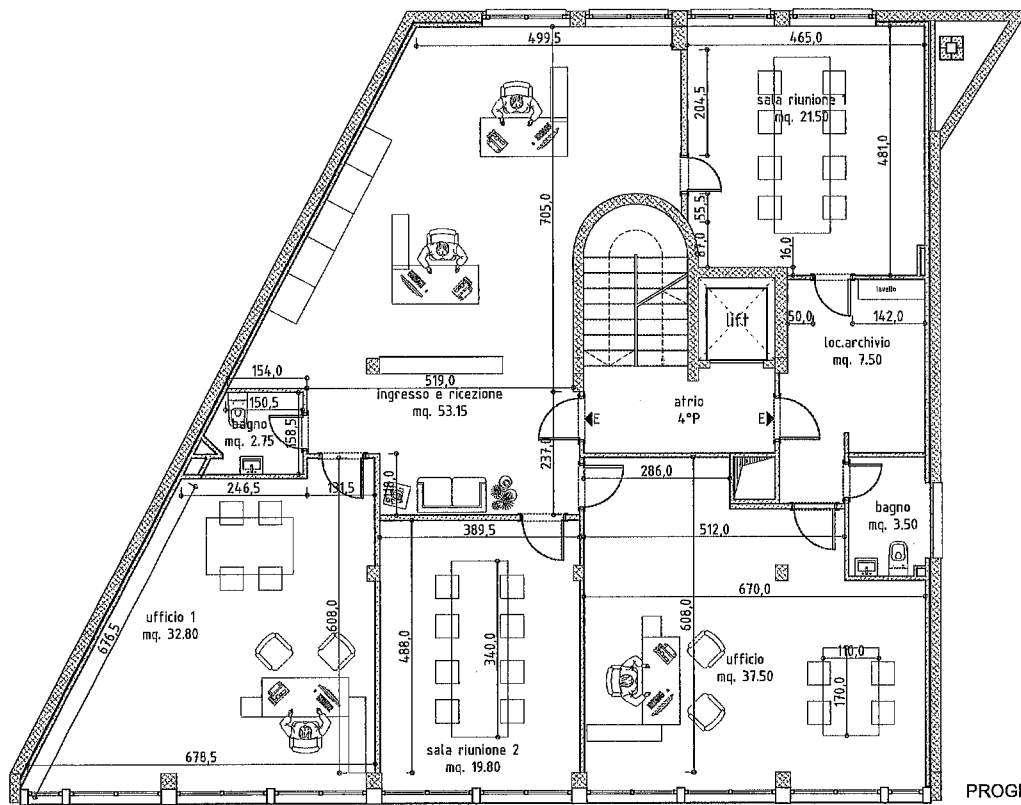 499,5
465,0
204,5
sala riunione 1
mq. 21.50
481,0
705,0
55,5
87,0
16,0
lavello
lift
50,0
142,0
loc.archivio
mq. 7.50
154,0
519,0
150,5
ingresso e ricezione
mq. 53.15
atrio
4°P
E
E
bagno
mq. 2.75
158,5
237,0
286,0
246,5
131,5
389,5
512,0
bagno
mq. 3.50
670,0
ufficio 1
mq. 32.80
676,5
608,0
488,0
340,0
608,0
ufficio
mq. 37.50
110,0
170,0
678,5
sala riunione 2
mq. 19.80